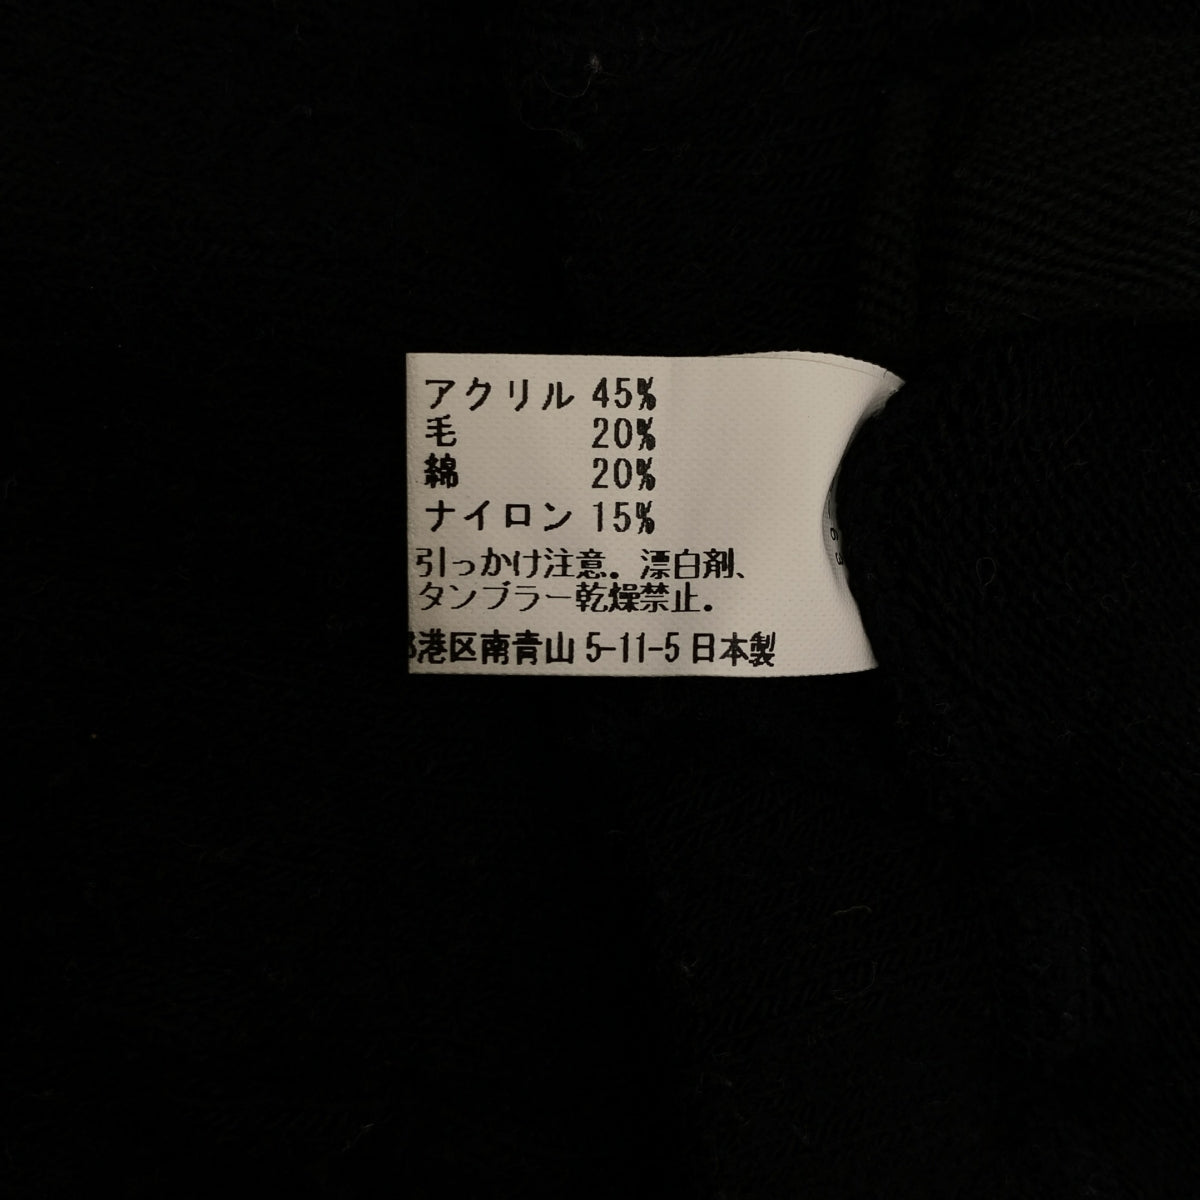 アクリル 45%
毛 20%
綿 20%
ナイロン 15%
引っかけ注意。漂白剤、
タンブラー乾燥禁止。
港区南青山 5-11-5 日本製